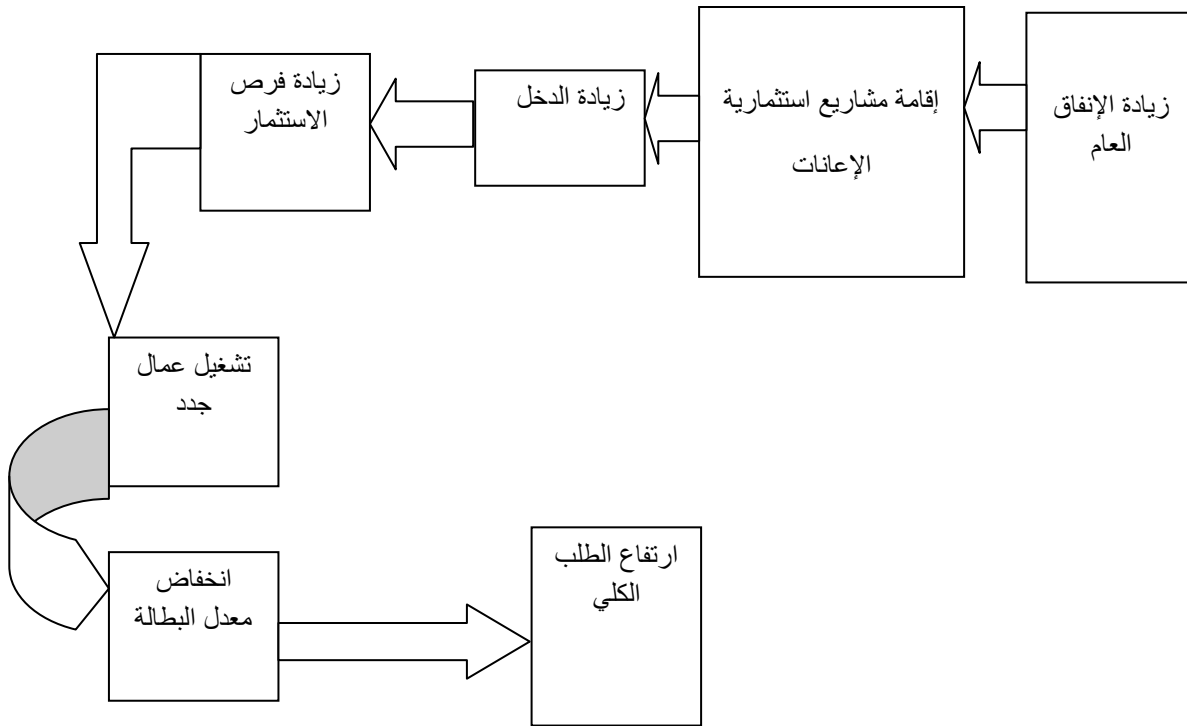 زيادة الإنفاق
العام
إقامة مشاريع استثمارية
الإعانات
زيادة الدخل
زيادة فرص
الاستثمار
تشغيل عمال
جدد
انخفاض
معدل البطالة
ارتفاع الطلب
الكلي